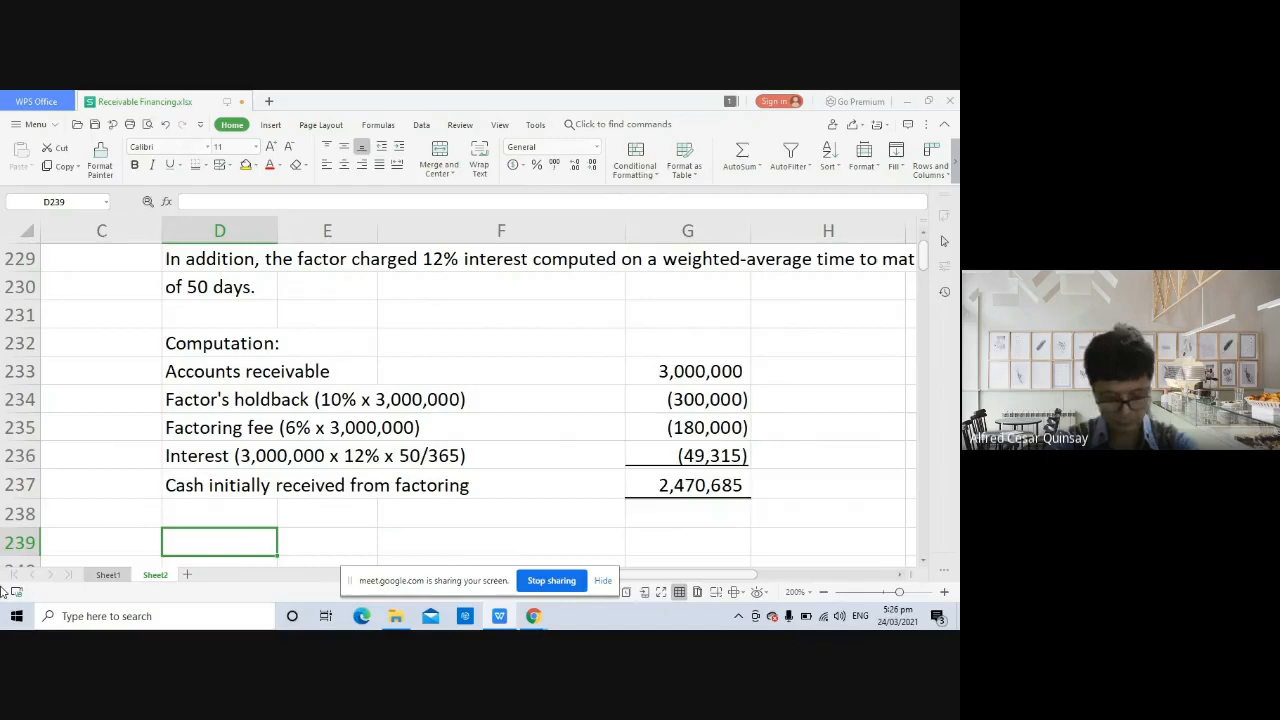 WPS Office
Receivable Financing.xlsx
1
Sign in
Go Premium
Menu
Home
Insert
Page Layout
Formulas
Data
Review
View
Tools
Click to find commands
Paste
Cut
Copy
Format Painter
Calibri
11
Merge and Center
Wrap Text
General
Conditional Formatting
Format as Table
AutoSum
AutoFilter
Sort
Format
Fill
Rows and Columns
D239
fx
C D E F G H
229 In addition, the factor charged 12% interest computed on a weighted-average time to mat
230 of 50 days.
231
232 Computation:
233 Accounts receivable 3,000,000
234 Factor's holdback (10% x 3,000,000) (300,000)
235 Factoring fee (6% x 3,000,000) (180,000)
236 Interest (3,000,000 x 12% x 50/365) (49,315)
237 Cash initially received from factoring 2,470,685
238
239
Alfred Cesar Quinsay
Sheet1
Sheet2
meet.google.com is sharing your screen.
Stop sharing
Hide
200%
Type here to search
ENG
5:26 pm
24/03/2021
3